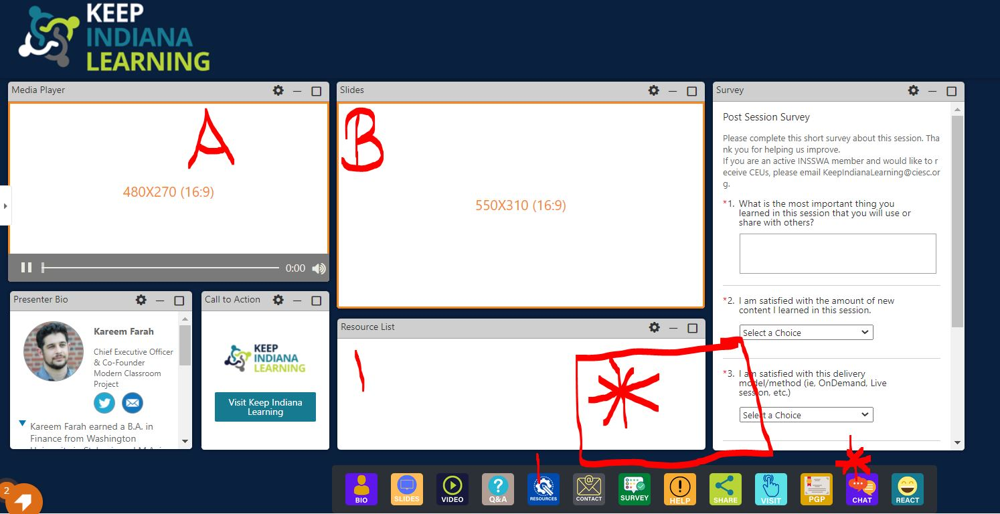 KEEP
INDIANA
LEARNING
Media Player
A
480X270 (16:9)
0:00
Slides
B
550X310 (16:9)
Survey
Post Session Survey
Please complete this short survey about this session. Tha
nk you for helping us improve.
If you are an active INSSWA member and would like to r
eceive CEUs, please email KeepIndianaLearning@ciesc.or
g.
*1. What is the most important thing you
learned in this session that you will use or
share with others?
*2. I am satisfied with the amount of new
content I learned in this session.
Select a Choice
*3. I am satisfied with this delivery
model/method (ie, OnDemand, Live
session, etc.)
Select a Choice
Presenter Bio
Kareem Farah
Chief Executive Officer
& Co-Founder
Modern Classroom
Project
Kareem Farah earned a B.A. in
Finance from Washington
Call to Action
KEEP
INDIANA
LEARNING
Visit Keep Indiana
Learning
Resource List
1
*
1
*
2
BIO
SLIDES
VIDEO
Q&A
RESOURCES
CONTACT
SURVEY
HELP
SHARE
VISIT
PGP
CHAT
REACT